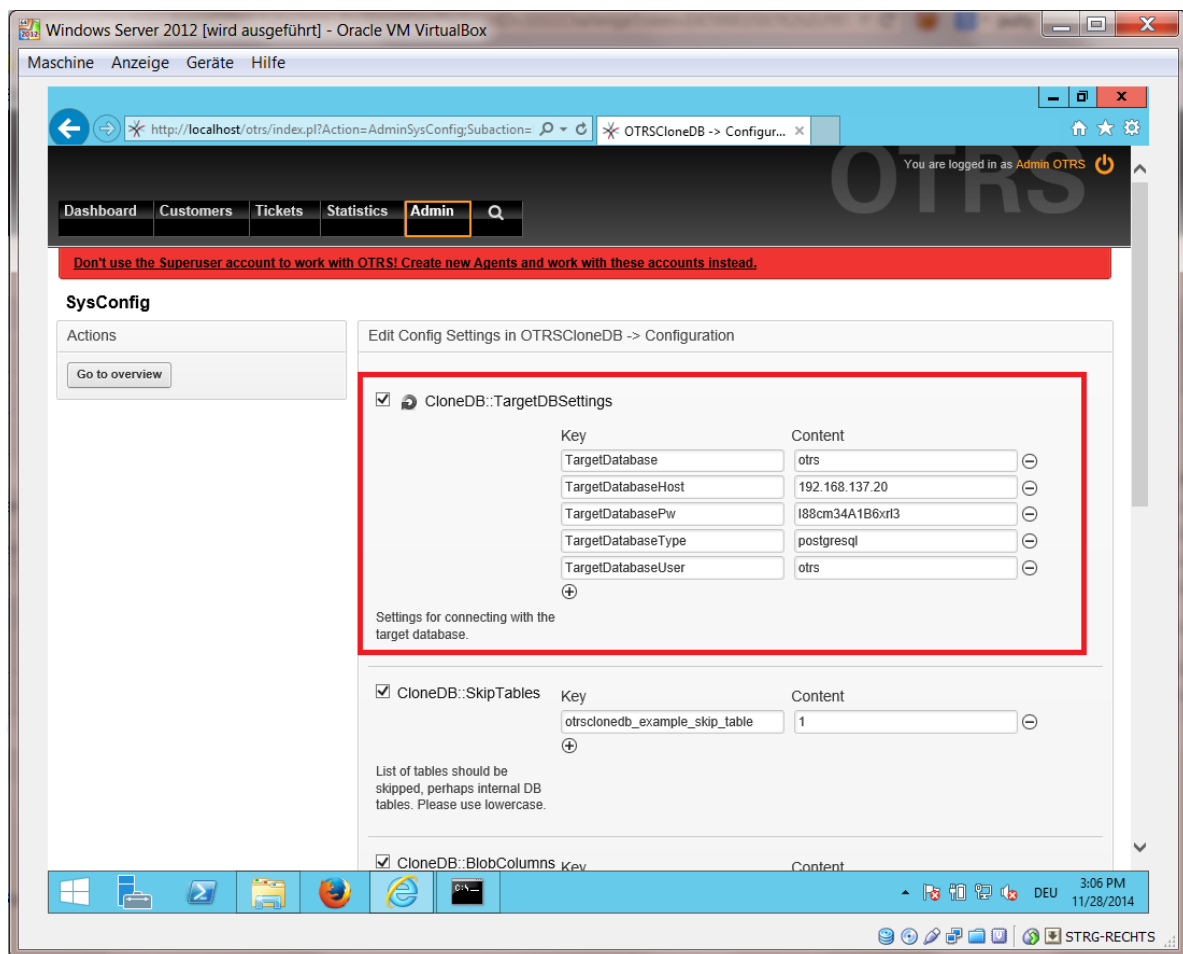 Windows Server 2012 [wird ausgeführt] - Oracle VM VirtualBox
Maschine Anzeige Geräte Hilfe
http://localhost/otrs/index.pl?Action=AdminSysConfig;Subaction=
OTRSCloneDB -> Configur...
You are logged in as Admin OTRS
OTRS
Dashboard Customers Tickets Statistics Admin
Don't use the Superuser account to work with OTRS! Create new Agents and work with these accounts instead.
SysConfig
Actions
Go to overview
Edit Config Settings in OTRSCloneDB -> Configuration
CloneDB::TargetDBSettings
Key Content
TargetDatabase otrs
TargetDatabaseHost 192.168.137.20
TargetDatabasePw I88cm34A1B6xrl3
TargetDatabaseType postgresql
TargetDatabaseUser otrs
Settings for connecting with the
target database.
CloneDB::SkipTables Key Content
otrsclonedb_example_skip_table 1
List of tables should be
skipped, perhaps internal DB
tables. Please use lowercase.
CloneDB::BlobColumns Key Content
DEU
3:06 PM
11/28/2014
STRG-RECHTS